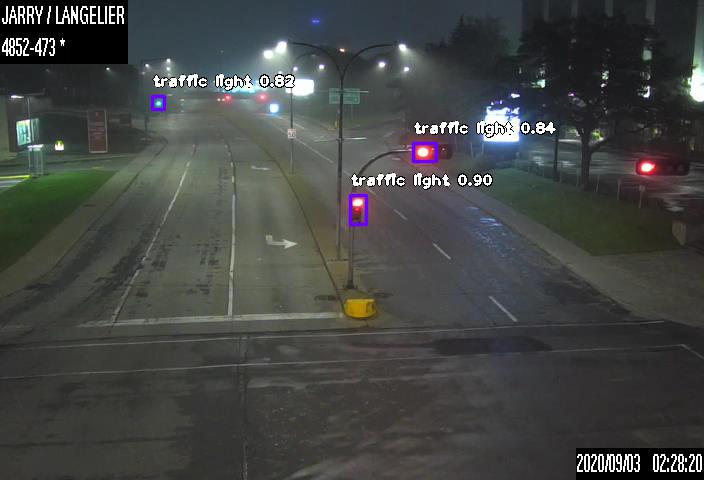 JARRY / LANGELIER
4852-473 *
traffic light 0.82
traffic light 0.84
traffic light 0.90
2020/09/03 02:28:20